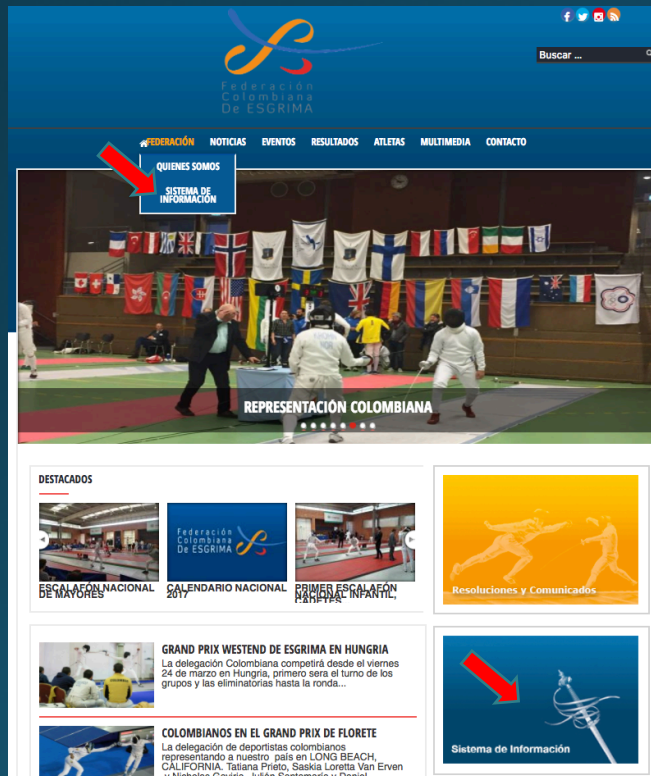 Federación
Colombiana
De ESGRIMA
Buscar ...
FEDERACIÓN NOTICIAS EVENTOS RESULTADOS ATLETAS MULTIMEDIA CONTACTO
QUIENES SOMOS
SISTEMA DE
INFORMACIÓN
REPRESENTACIÓN COLOMBIANA
DESTACADOS
Federación
Colombiana
De ESGRIMA
ESCALAFÓN NACIONAL
DE MAYORES
CALENDARIO NACIONAL
2017
PRIMER ESCALAFÓN
NACIONAL INFANTIL,
CADETES
Resoluciones y Comunicados
GRAND PRIX WESTEND DE ESGRIMA EN HUNGRIA
La delegación Colombiana competirá desde el viernes
24 de marzo en Hungria, primero sera el turno de los
grupos y las eliminatorias hasta la ronda...
Sistema de Información
COLOMBIANOS EN EL GRAND PRIX DE FLORETE
La delegación de deportistas colombianos
representando a nuestro país en LONG BEACH,
CALIFORNIA. Tatiana Prieto, Saskia Loretta Van Erven
y Nicholas Gaviria, Julián Santamaría y Daniel